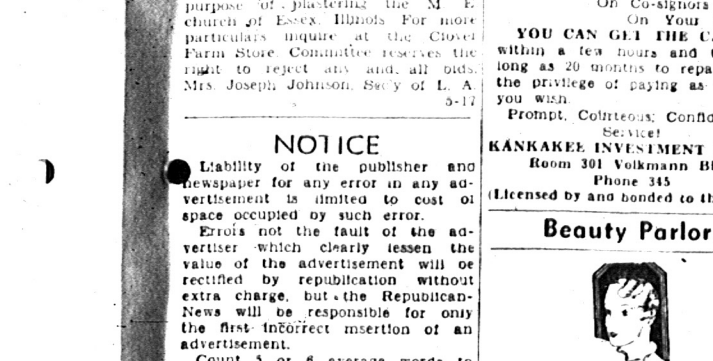 purpose of plastering the M. E
church of Essex, Illinois For more
particulars inquire at the Clover
Farm Store. Committee reserves the
right to reject any and, all bids.
Mrs. Joseph Johnson, Sec'y of L. A.
5-17
NOTICE
Liability of the publisher and
newspaper for any error in any ad-
vertisement is limited to cost of
space occupied by such error.
Errors not the fault of the ad-
vertiser which clearly lessen the
value of the advertisement will be
rectified by republication without
extra charge, but the Republican-
News will be responsible for only
the first incorrect insertion of an
advertisement.
Count 5 or 6 average words to
On Co-signors
On Your
YOU CAN GET THE C
within a few hours and
long as 20 months to repa
the privilege of paying as
you wish.
Prompt, Courteous, Confid
Service!
KANKAKEE INVESTMENT
Room 301 Volkmann B
Phone 345
(Licensed by and bonded to th
Beauty Parlor